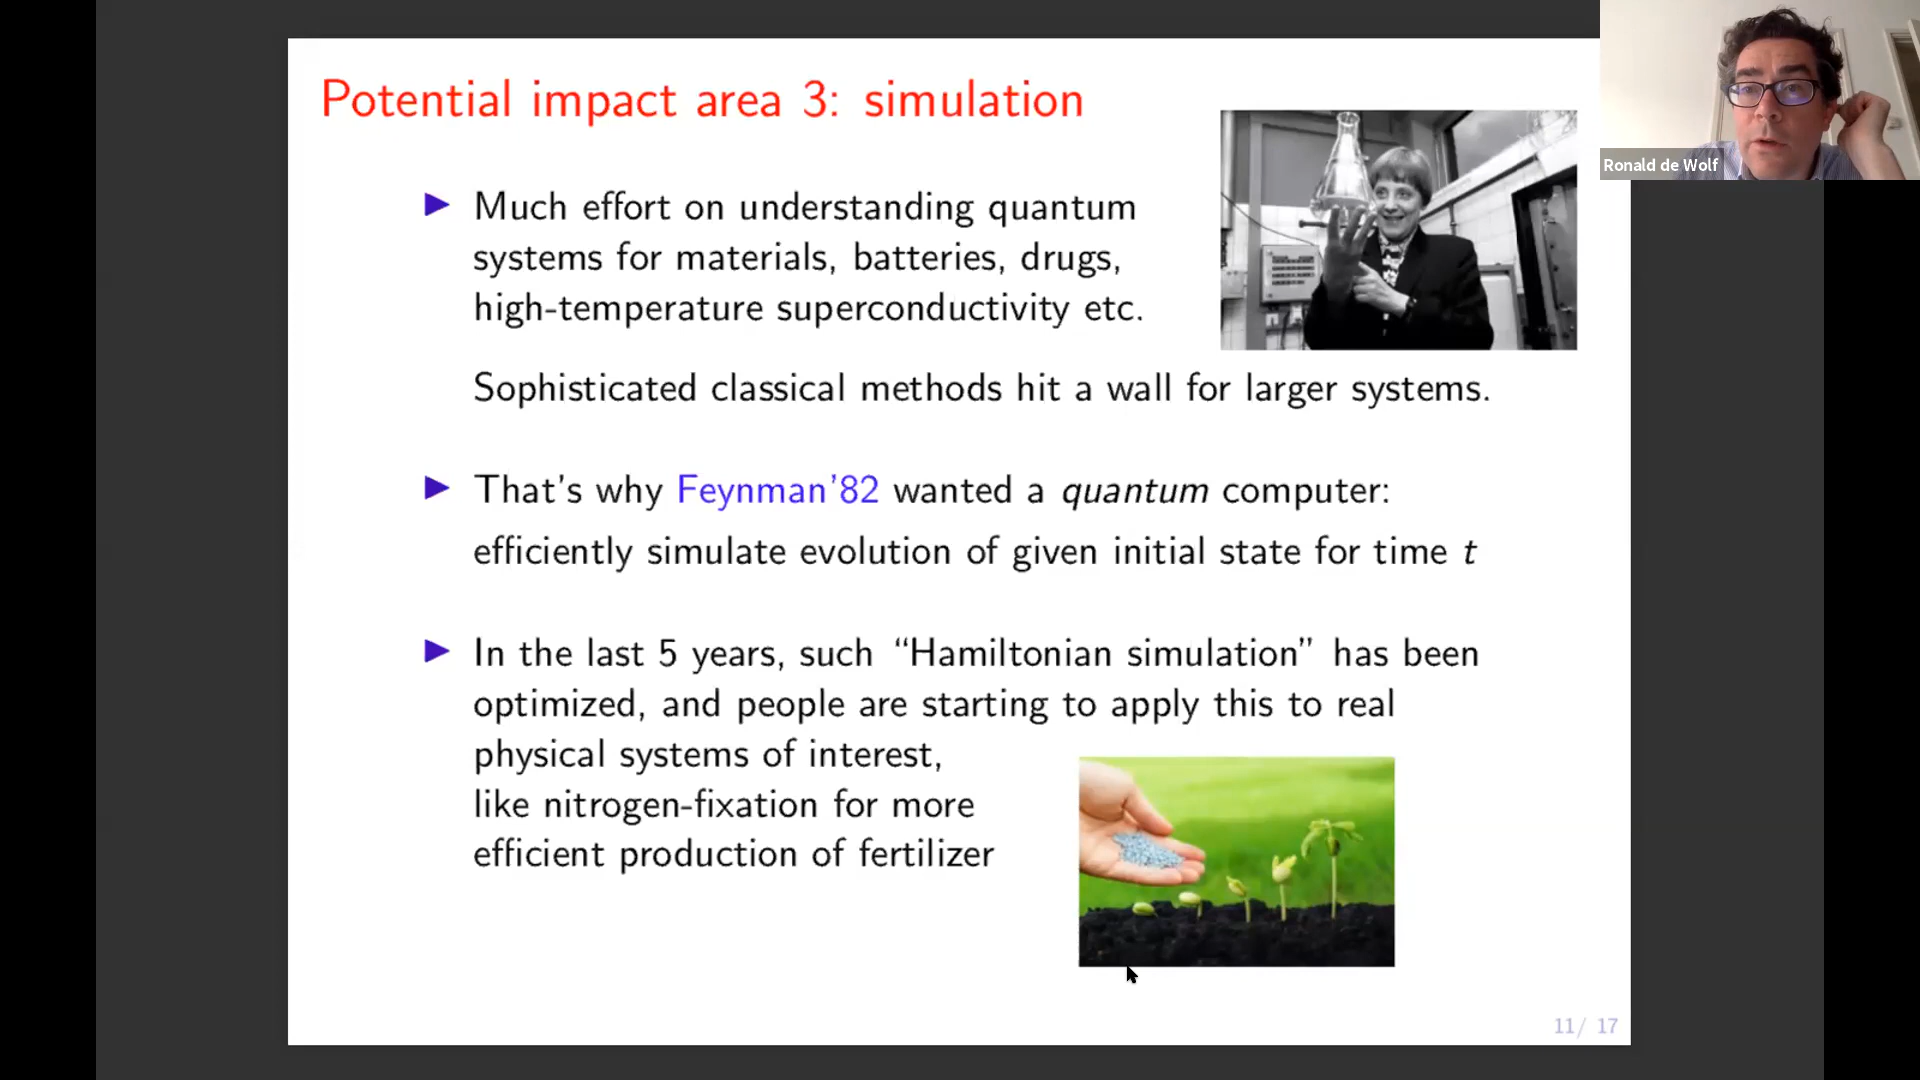 Potential impact area 3: simulation
Ronald de Wolf
▶ Much effort on understanding quantum
systems for materials, batteries, drugs,
high-temperature superconductivity etc.
Sophisticated classical methods hit a wall for larger systems.
▶ That's why Feynman'82 wanted a quantum computer:
efficiently simulate evolution of given initial state for time t
▶ In the last 5 years, such “Hamiltonian simulation” has been
optimized, and people are starting to apply this to real
physical systems of interest,
like nitrogen-fixation for more
efficient production of fertilizer
11/ 17